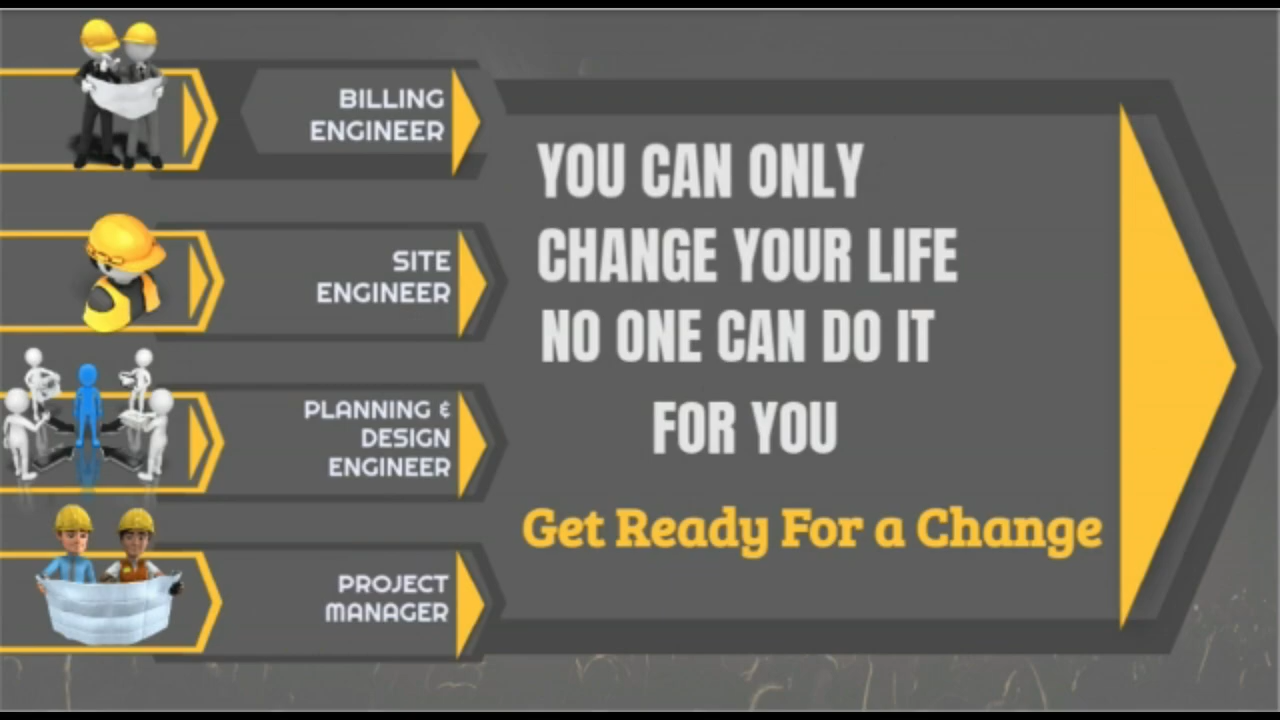 BILLING
ENGINEER
SITE
ENGINEER
PLANNING &
DESIGN
ENGINEER
PROJECT
MANAGER
YOU CAN ONLY
CHANGE YOUR LIFE
NO ONE CAN DO IT
FOR YOU
Get Ready For a Change